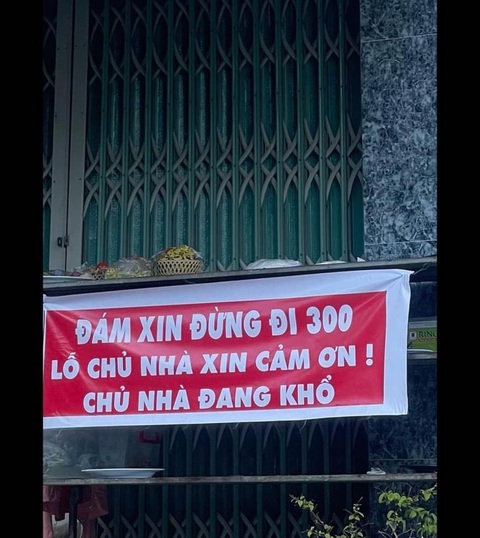 ĐÁM XIN ĐỪNG ĐI 300
LỖ CHỦ NHÀ XIN CẢM ƠN !
CHỦ NHÀ ĐANG KHỔ